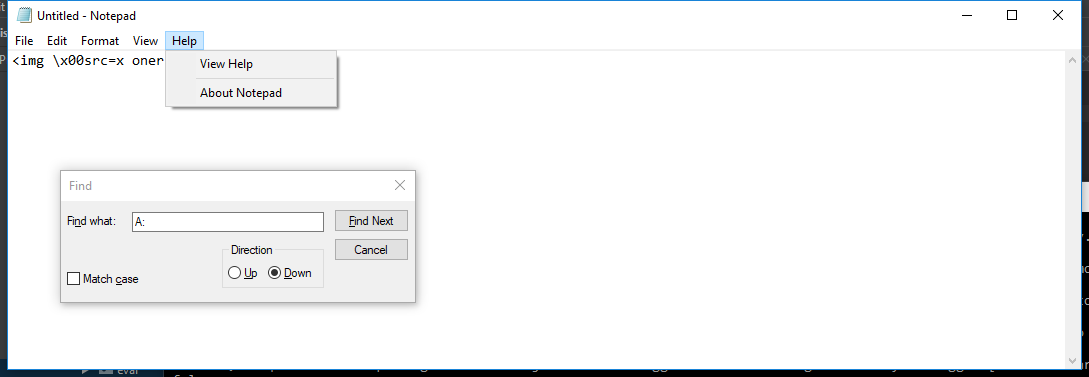 Untitled - Notepad
File Edit Format View Help
<img \x00src=x oner
View Help
About Notepad
Find
Find what: A: Find Next
Direction Cancel
Up Down
Match case
eval